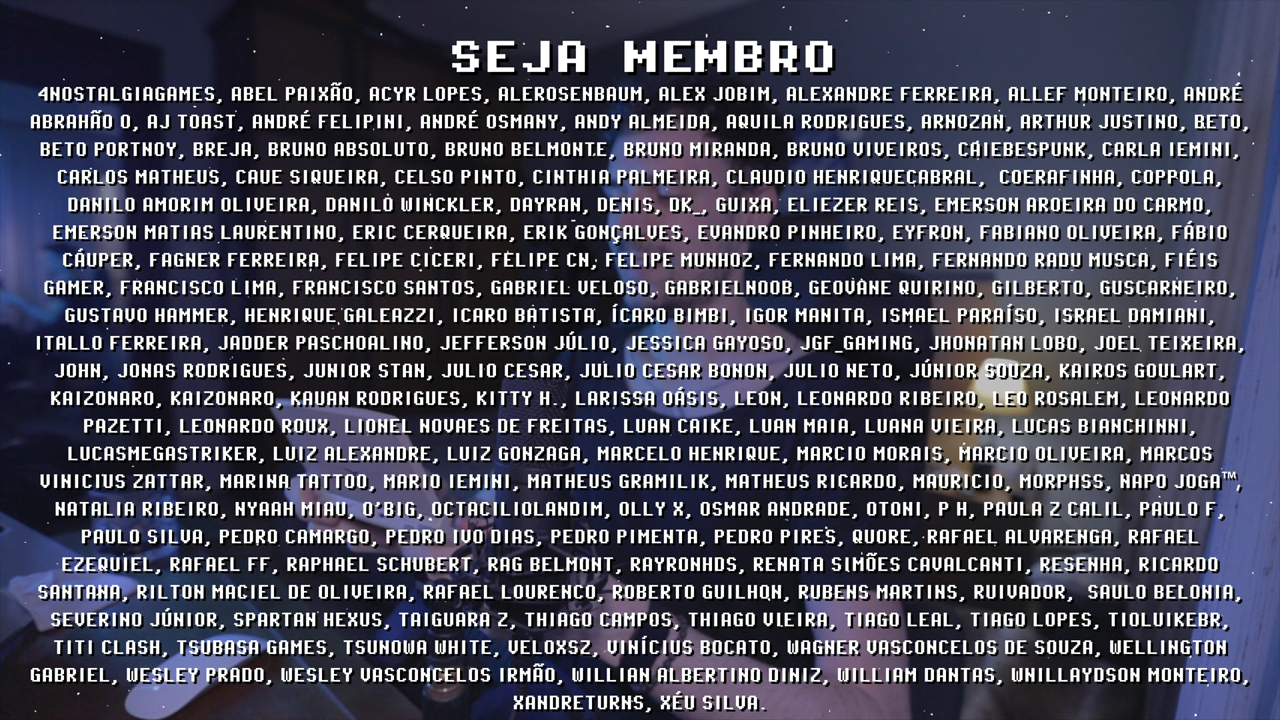 SEJA MEMBRO
4NOSTALGIAGAMES, ABEL PAIXÃO, ACYR LOPES, ALEROSENBAUM, ALEX JOBIM, ALEXANDRE FERREIRA, ALLEF MONTEIRO, ANDRÉ
ABRAHÃO O, AJ TOAST, ANDRÉ FELIPINI, ANDRÉ OSMANY, ANDY ALMEIDA, AQUILA RODRIGUES, ARNOZAN, ARTHUR JUSTINO, BETO,
BETO PORTNOY, BREJA, BRUNO ABSOLUTO, BRUNO BELMONTE, BRUNO MIRANDA, BRUNO VIVEIROS, CAIEBESPUNK, CARLA IEMINI,
CARLOS MATHEUS, CAUE SIQUEIRA, CELSO PINTO, CINTHIA PALMEIRA, CLAUDIO HENRIQUECABRAL, COERAFINHA, COPPOLA,
DANILO AMORIM OLIVEIRA, DANILO WINCKLER, DAYRAN, DENIS, DK_, GUIXA, ELIEZER REIS, EMERSON AROEIRA DO CARMO,
EMERSON MATIAS LAURENTINO, ERIC CERQUEIRA, ERIK GONÇALVES, EVANDRO PINHEIRO, EYFRON, FABIANO OLIVEIRA, FÁBIO
CÁUPER, FAGNER FERREIRA, FELIPE CICERI, FELIPE CN, FELIPE MUNHOZ, FERNANDO LIMA, FERNANDO RADU MUSCA, FIÉIS
GAMER, FRANCISCO LIMA, FRANCISCO SANTOS, GABRIEL VELOSO, GABRIELNOOB, GEOVANE QUIRINO, GILBERTO, GUSCARNEIRO,
GUSTAVO HAMMER, HENRIQUE GALEAZZI, ICARO BATISTA, ÍCARO BIMBI, IGOR MANITA, ISMAEL PARAÍSO, ISRAEL DAMIANI,
ITALLO FERREIRA, JADDER PASCHOALINO, JEFFERSON JÚLIO, JESSICA GAYOSO, JGF_GAMING, JHONATAN LOBO, JOEL TEIXEIRA,
JOHN, JONAS RODRIGUES, JUNIOR STAN, JULIO CESAR, JULIO CESAR BONON, JULIO NETO, JÚNIOR SOUZA, KAIROS GOULART,
KAIZONARO, KAIZONARO, KAUAN RODRIGUES, KITTY H., LARISSA OÁSIS, LEON, LEONARDO RIBEIRO, LEO ROSALEM, LEONARDO
PAZETTI, LEONARDO ROUX, LIONEL NOVAES DE FREITAS, LUAN CAIKE, LUAN MAIA, LUANA VIEIRA, LUCAS BIANCHINNI,
LUCASMEGASTRIKER, LUIZ ALEXANDRE, LUIZ GONZAGA, MARCELO HENRIQUE, MARCIO MORAIS, MARCIO OLIVEIRA, MARCOS
VINICIUS ZATTAR, MARINA TATTOO, MARIO IEMINI, MATHEUS GRAMILIK, MATHEUS RICARDO, MAURICIO, MORPHSS, NAPO JOGA™,
NATALIA RIBEIRO, NYAAH MIAU, O'BIG, OCTACILIOLANDIM, OLLY X, OSMAR ANDRADE, OTONI, P H, PAULA Z CALIL, PAULO F,
PAULO SILVA, PEDRO CAMARGO, PEDRO IVO DIAS, PEDRO PIMENTA, PEDRO PIRES, QUORE, RAFAEL ALVARENGA, RAFAEL
EZEQUIEL, RAFAEL FF, RAPHAEL SCHUBERT, RAG BELMONT, RAYRONHDS, RENATA SIMÕES CAVALCANTI, RESENHA, RICARDO
SANTANA, RILTON MACIEL DE OLIVEIRA, RAFAEL LOURENCO, ROBERTO GUILHON, RUBENS MARTINS, RUIVADOR, SAULO BELONIA,
SEVERINO JÚNIOR, SPARTAN HEXUS, TAIGUARA Z, THIAGO CAMPOS, THIAGO VIEIRA, TIAGO LEAL, TIAGO LOPES, TIOLUIKEBR,
TITI CLASH, TSUBASA GAMES, TSUNOWA WHITE, VELOXSZ, VINÍCIUS BOCATO, WAGNER VASCONCELOS DE SOUZA, WELLINGTON
GABRIEL, WESLEY PRADO, WESLEY VASCONCELOS IRMÃO, WILLIAN ALBERTINO DINIZ, WILLIAM DANTAS, WNILLAYDSON MONTEIRO,
XANDRETURNS, XÉU SILVA.